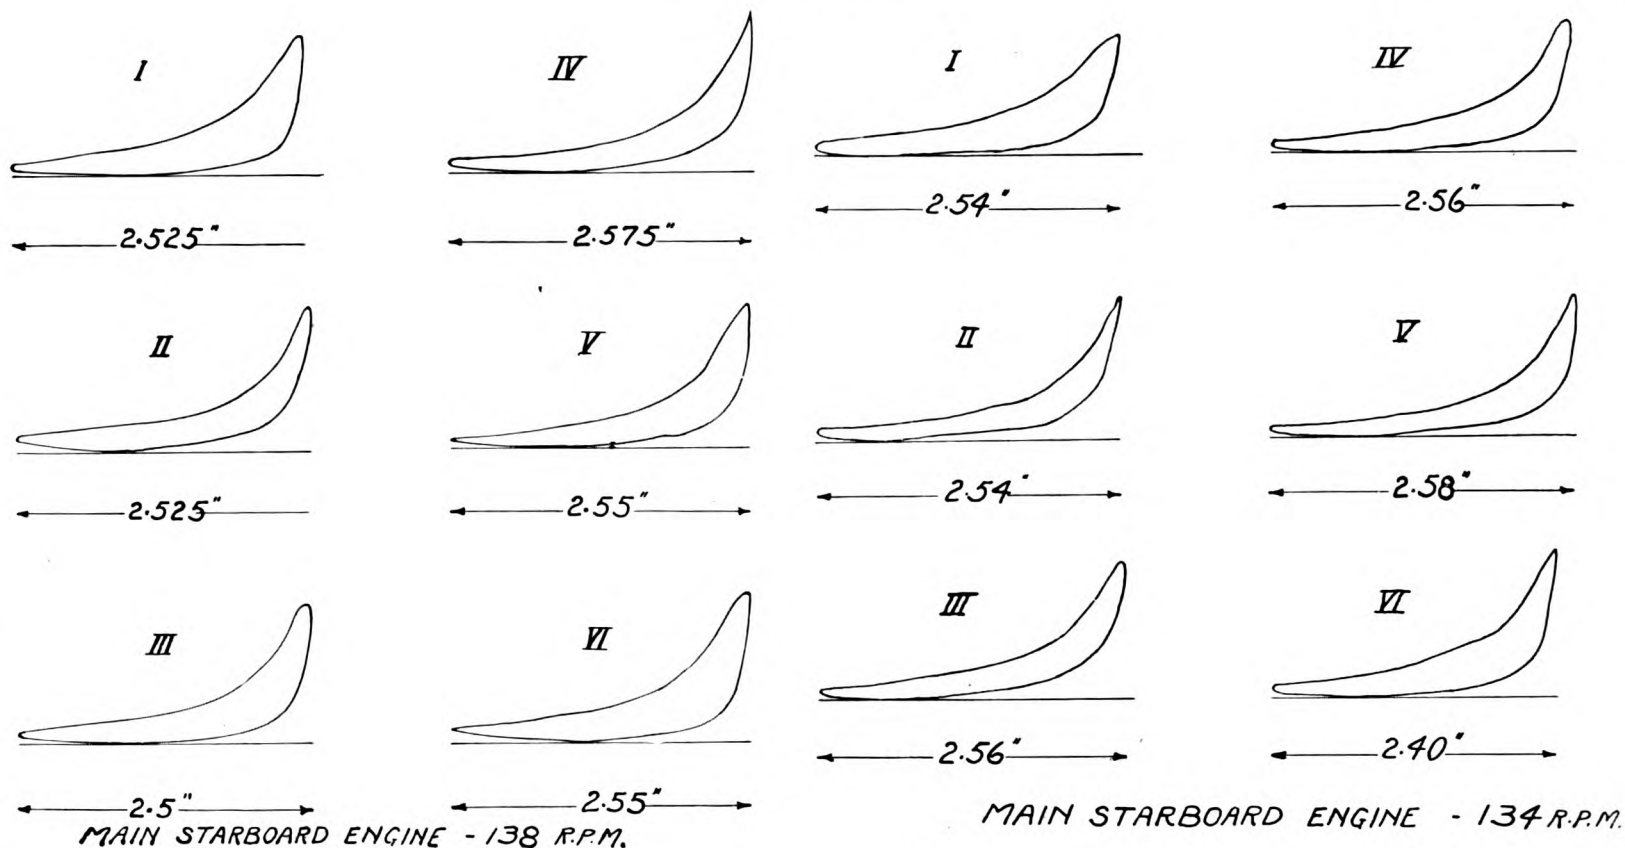 I
2.525"
IV
2.575"
II
2.525"
V
2.55"
III
2.5"
VI
2.55"
MAIN STARBOARD ENGINE - 138 R.P.M.
I
2.54"
IV
2.56"
II
2.54"
V
2.58"
III
2.56"
VI
2.40"
MAIN STARBOARD ENGINE - 134 R.P.M.